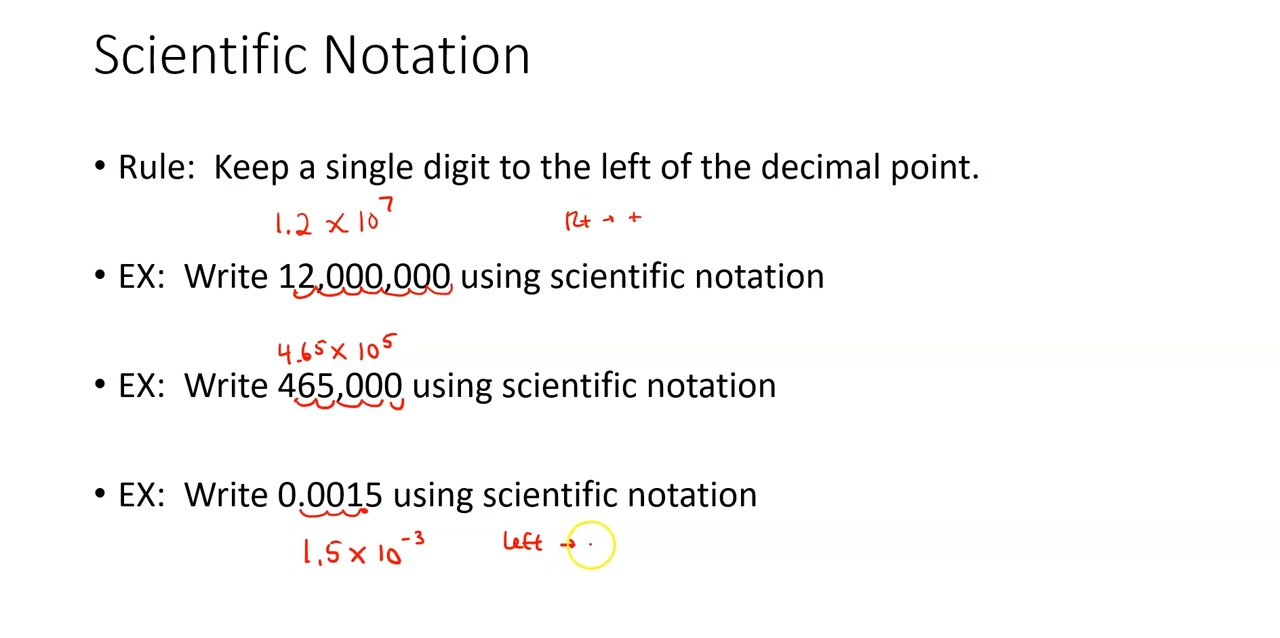 Scientific Notation
• Rule: Keep a single digit to the left of the decimal point.
1.2 × 10⁷ Rt → +
• EX: Write 12,000,000 using scientific notation
4.65 × 10⁵
• EX: Write 465,000 using scientific notation
• EX: Write 0.0015 using scientific notation
1.5 × 10⁻³ left →